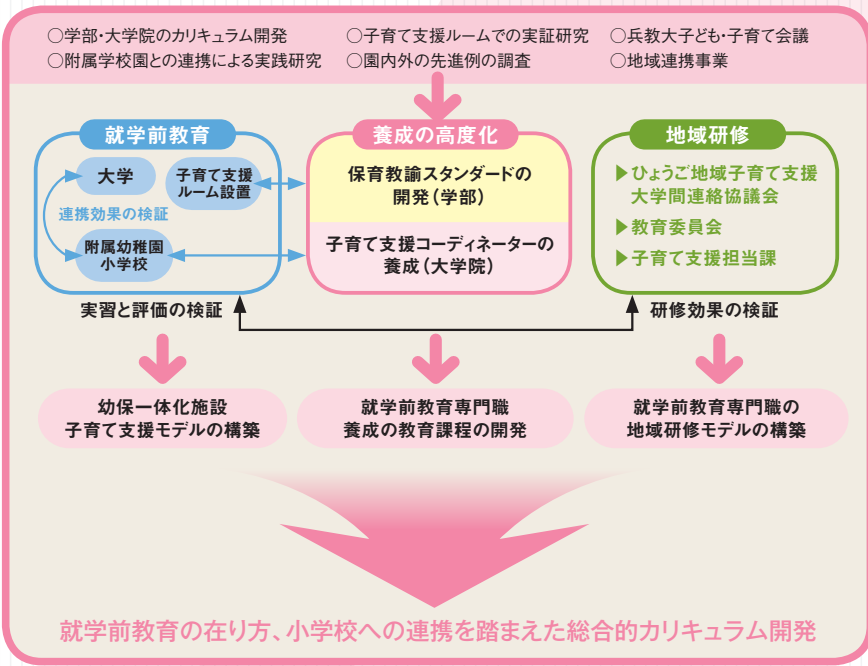 ○学部・大学院のカリキュラム開発
○子育て支援ルームでの実証研究
○兵教大子ども・子育て会議
○附属学校園との連携による実践研究
○園内外の先進例の調査
○地域連携事業
就学前教育
大学
子育て支援
ルーム設置
連携効果の検証
附属幼稚園
小学校
養成の高度化
保育教諭スタンダードの
開発（学部）
子育て支援コーディネーターの
養成（大学院）
地域研修
▶ひょうご地域子育て支援
大学間連絡協議会
▶教育委員会
▶子育て支援担当課
実習と評価の検証
研修効果の検証
幼保一体化施設
子育て支援モデルの構築
就学前教育専門職
養成の教育課程の開発
就学前教育専門職の
地域研修モデルの構築
就学前教育の在り方、小学校への連携を踏まえた総合的カリキュラム開発